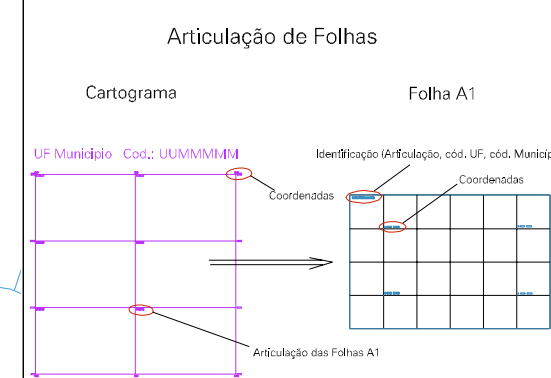 Articulação de Folhas
Cartograma
Folha A1
UF Municipio Cod.: UUMMMMM
Identificação (Articulação, cód. UF, cód. Municíp
Coordenadas
Coordenadas
Articulação das Folhas A1